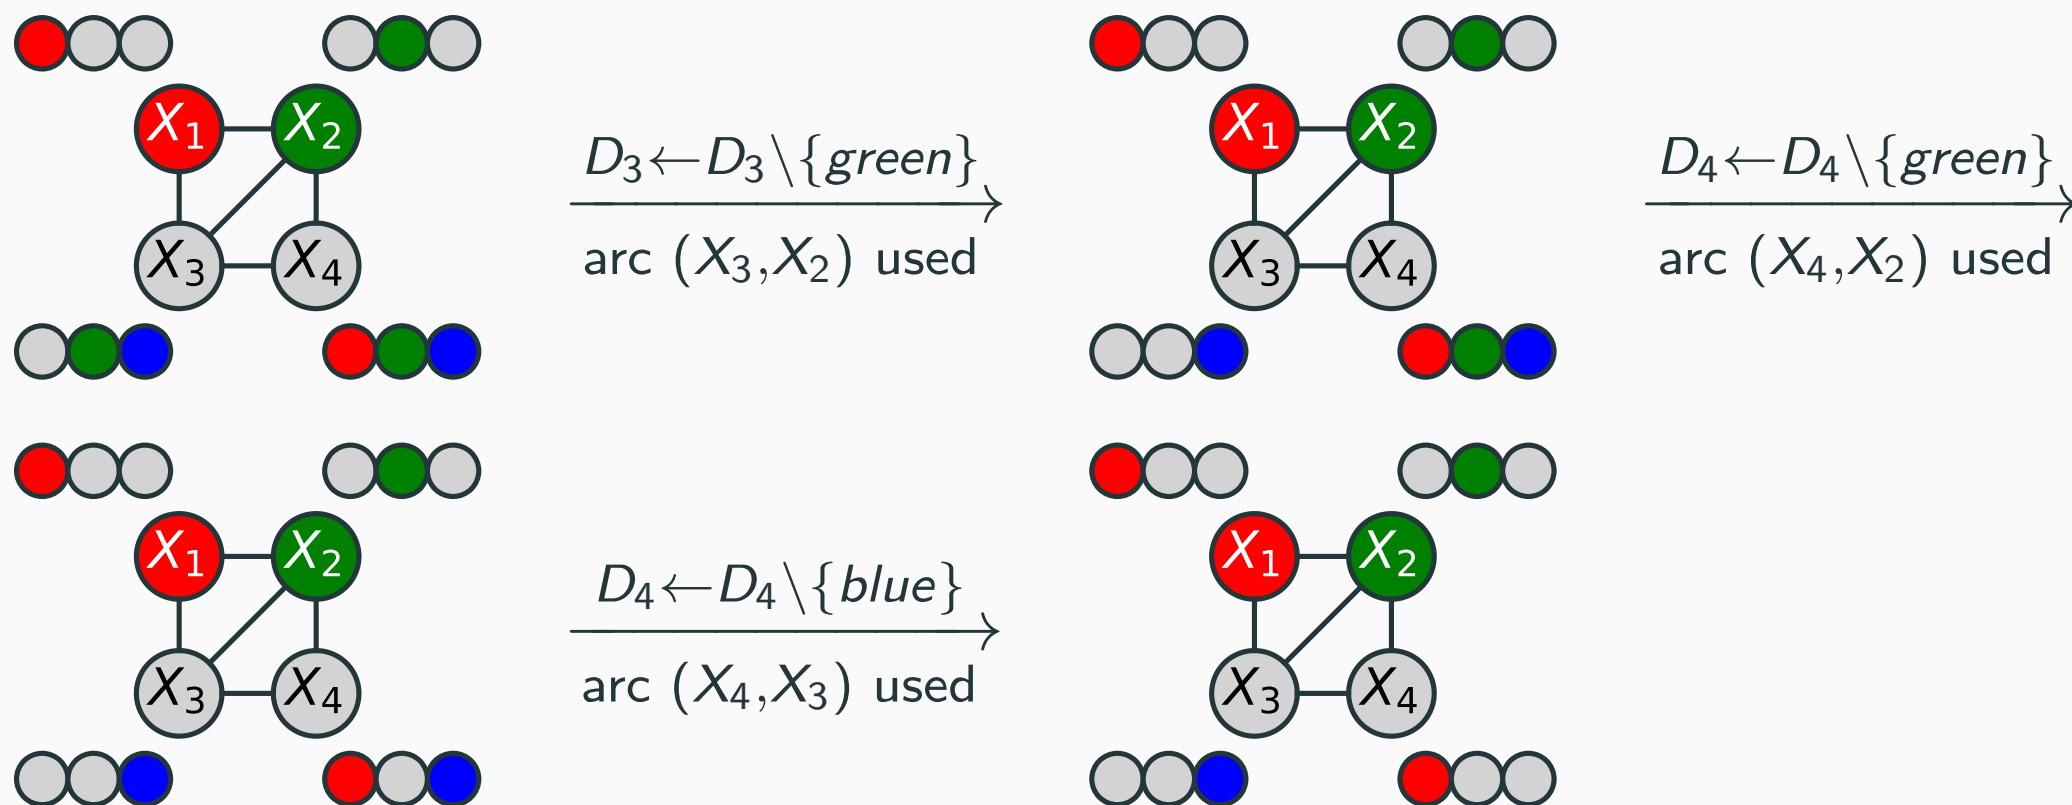 X₁ X₂
D₃←D₃\{green}
X₃ X₄
arc (X₃,X₂) used
X₁ X₂
D₄←D₄\{green}
X₃ X₄
arc (X₄,X₂) used
X₁ X₂
D₄←D₄\{blue}
X₃ X₄
arc (X₄,X₃) used
X₁ X₂
X₃ X₄